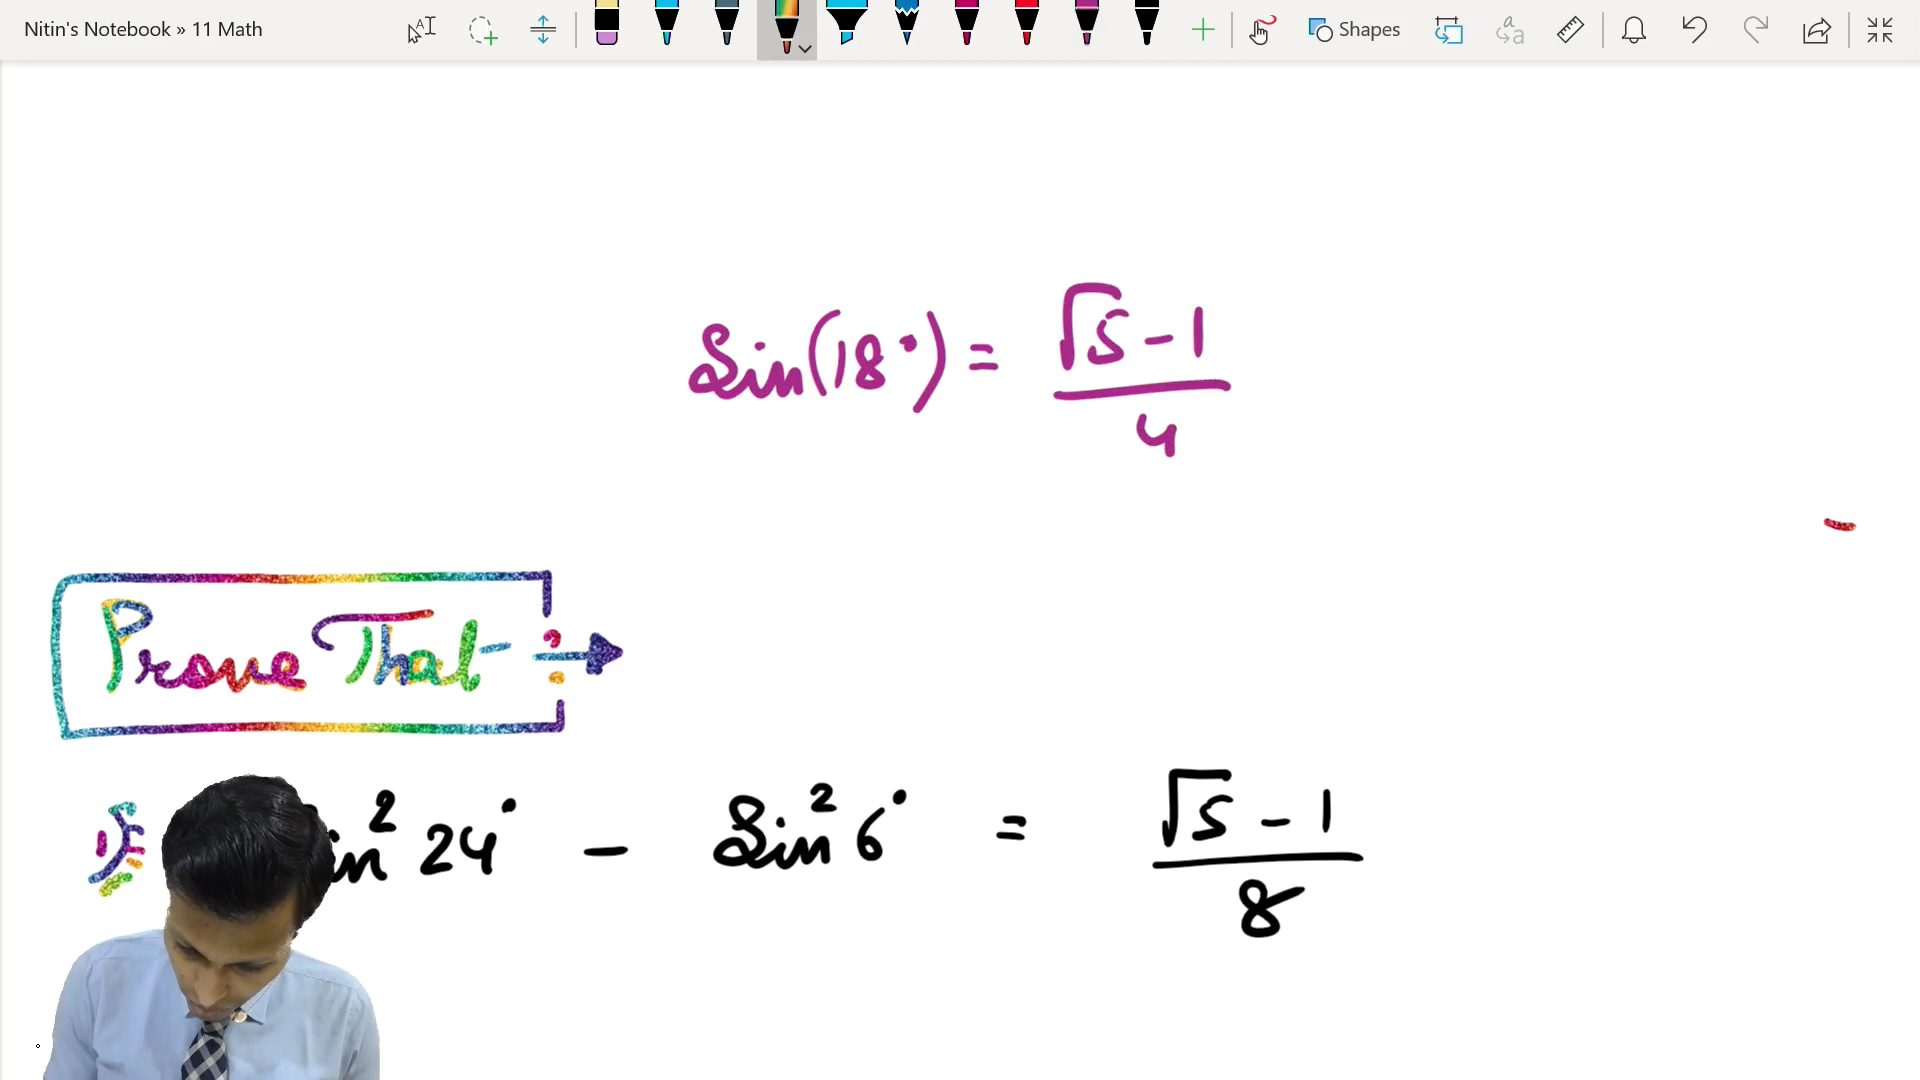 Nitin's Notebook » 11 Math
Shapes
Sin(18°) = √5 - 1 / 4
Prove That :→
1) in² 24° - Sin² 6° = √5 - 1 / 8